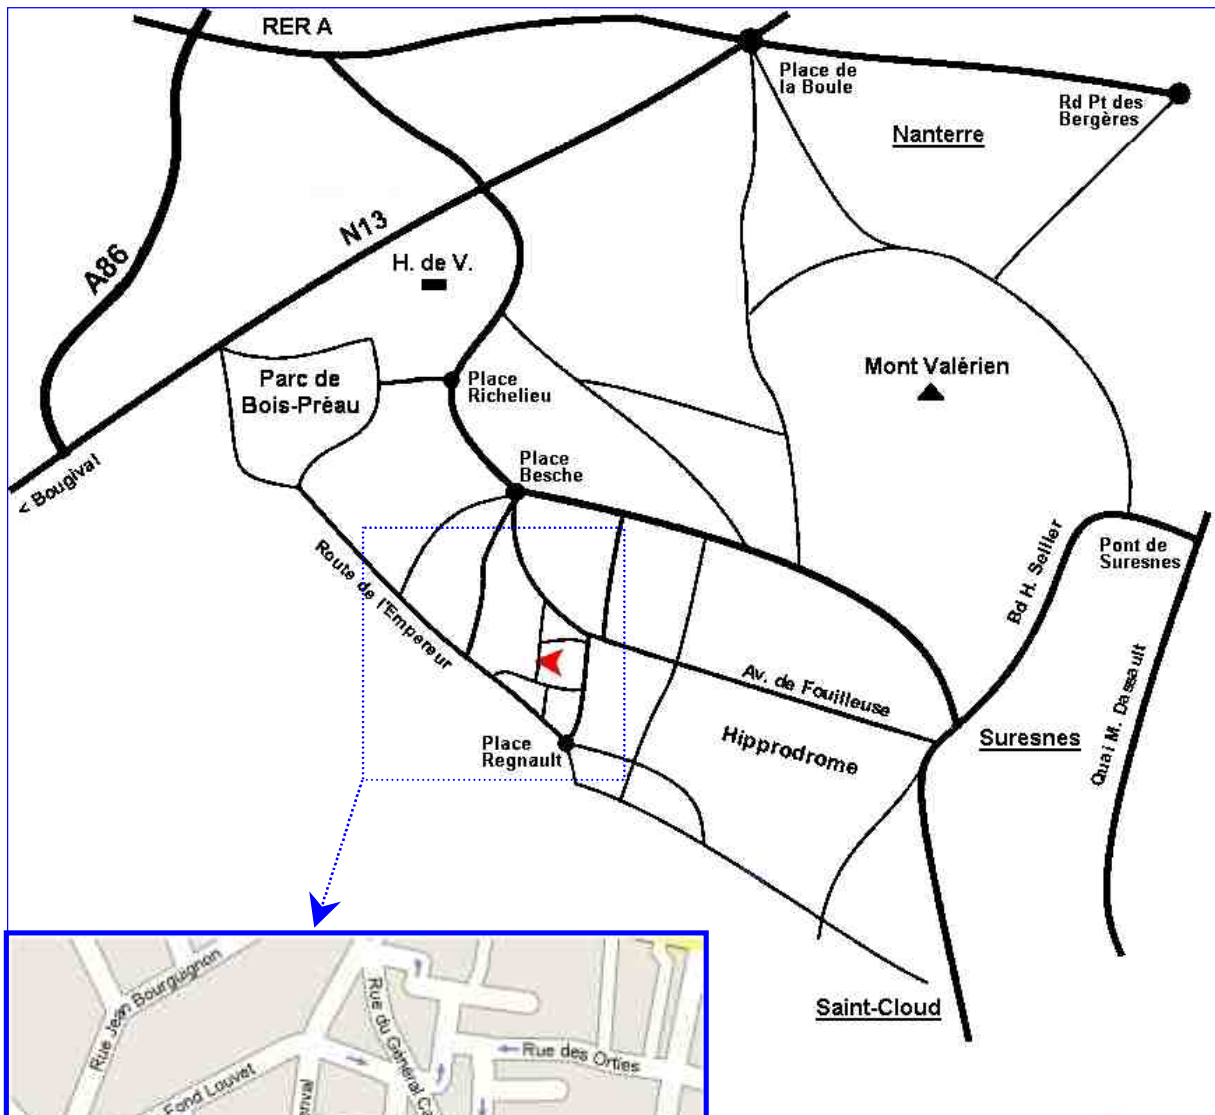 RER A
Place de
la Boule
Rd Pt des
Bergères
Nanterre
N13
A86
H. de V.
Parc de
Bois-Préau
Place
Richelieu
Mont Valérien
< Bougival
Place
Besche
Route de l'Empereur
Bd H. Sellier
Pont de
Suresnes
Av. de Fouilleuse
Quai M. Dassault
Hipprodrome
Suresnes
Place
Regnault
Saint-Cloud
Rue Jean Bourguignon
Rue du Général Ca
Rue des Orties
Fond Louvet
enval